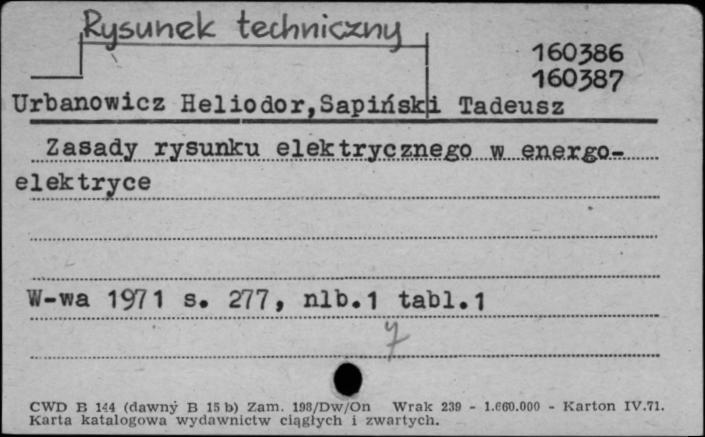 Rysunek techniczny
160386
160387
Urbanowicz Heliodor,Sapiński Tadeusz
Zasady rysunku elektrycznego w energo-
elektryce
W-wa 1971 s. 277, nlb.1 tabl.1
7
CWD B 144 (dawny B 15 b) Zam. 198/Dw/On Wrak 239 - 1.660.000 - Karton IV.71.
Karta katalogowa wydawnictw ciągłych i zwartych.